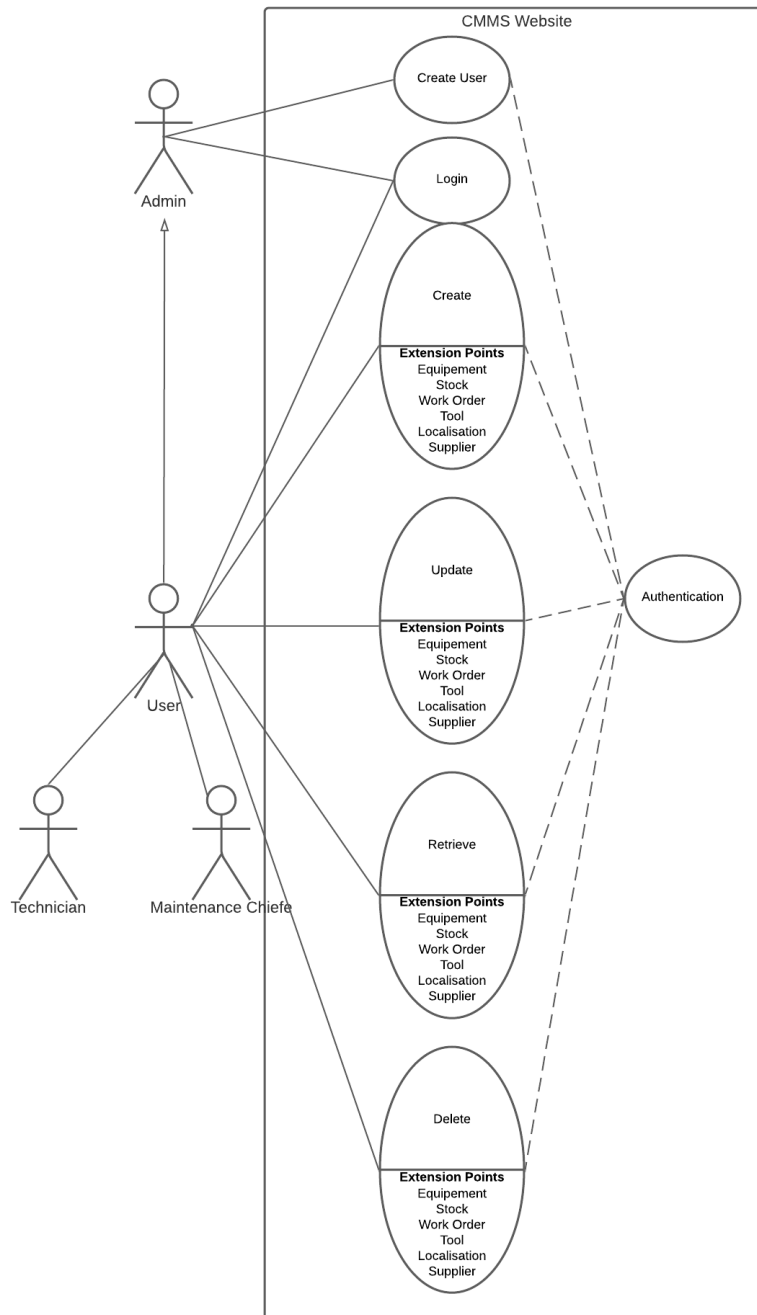 CMMS Website
Create User
Login
Admin
Create
Extension Points
Equipement
Stock
Work Order
Tool
Localisation
Supplier
Update
Extension Points
Equipement
Stock
Work Order
Tool
Localisation
Supplier
Authentication
User
Technician
Maintenance Chiefe
Retrieve
Extension Points
Equipement
Stock
Work Order
Tool
Localisation
Supplier
Delete
Extension Points
Equipement
Stock
Work Order
Tool
Localisation
Supplier